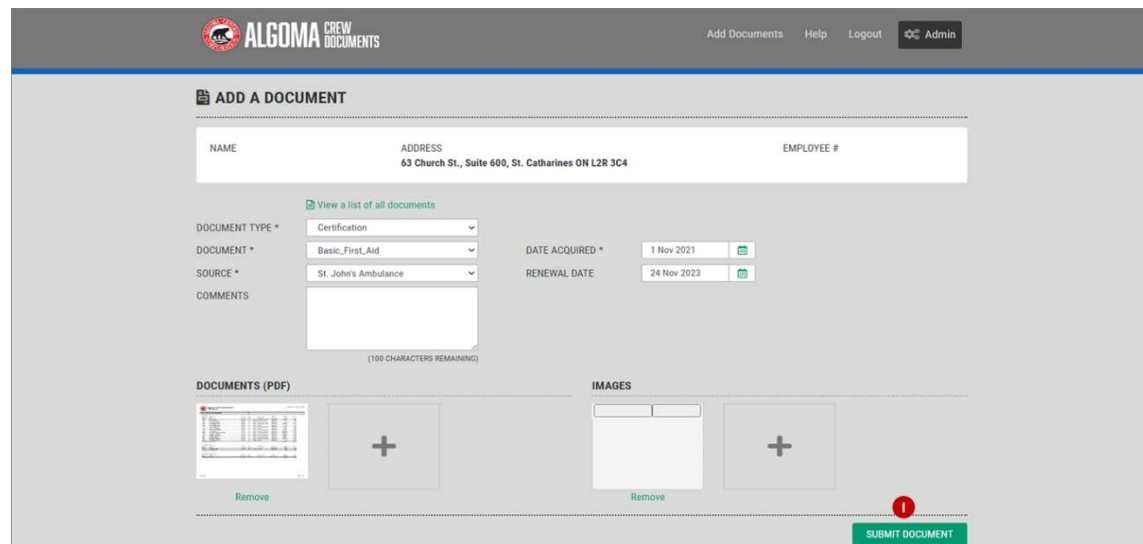 ALGOMA CREW DOCUMENTS
Add Documents Help Logout Admin
ADD A DOCUMENT
NAME ADDRESS EMPLOYEE #
63 Church St., Suite 600, St. Catharines ON L2R 3C4
View a list of all documents
DOCUMENT TYPE * Certification
DOCUMENT * Basic_First_Aid DATE ACQUIRED * 1 Nov 2021
SOURCE * St. John's Ambulance RENEWAL DATE 24 Nov 2023
COMMENTS
(100 CHARACTERS REMAINING)
DOCUMENTS (PDF) IMAGES
Remove Remove
I
SUBMIT DOCUMENT